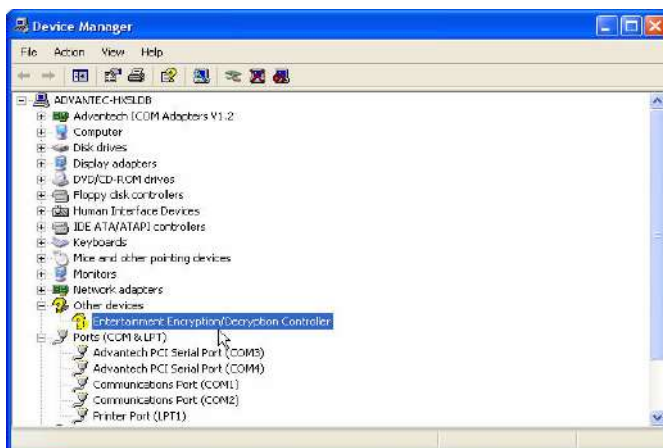 Device Manager
File Action View Help
ADVANTEC-HXSLDB
Advantech ICOM Adapters V1.2
Computer
Disk drives
Display adapters
DVD/CD-ROM drives
Floppy disk controllers
Human Interface Devices
IDE ATA/ATAPI controllers
Keyboards
Mice and other pointing devices
Monitors
Network adapters
Other devices
Entertainment Encryption/Decryption Controller
Ports (COM & LPT)
Advantech PCI Serial Port (COM3)
Advantech PCI Serial Port (COM4)
Communications Port (COM1)
Communications Port (COM2)
Printer Port (LPT1)